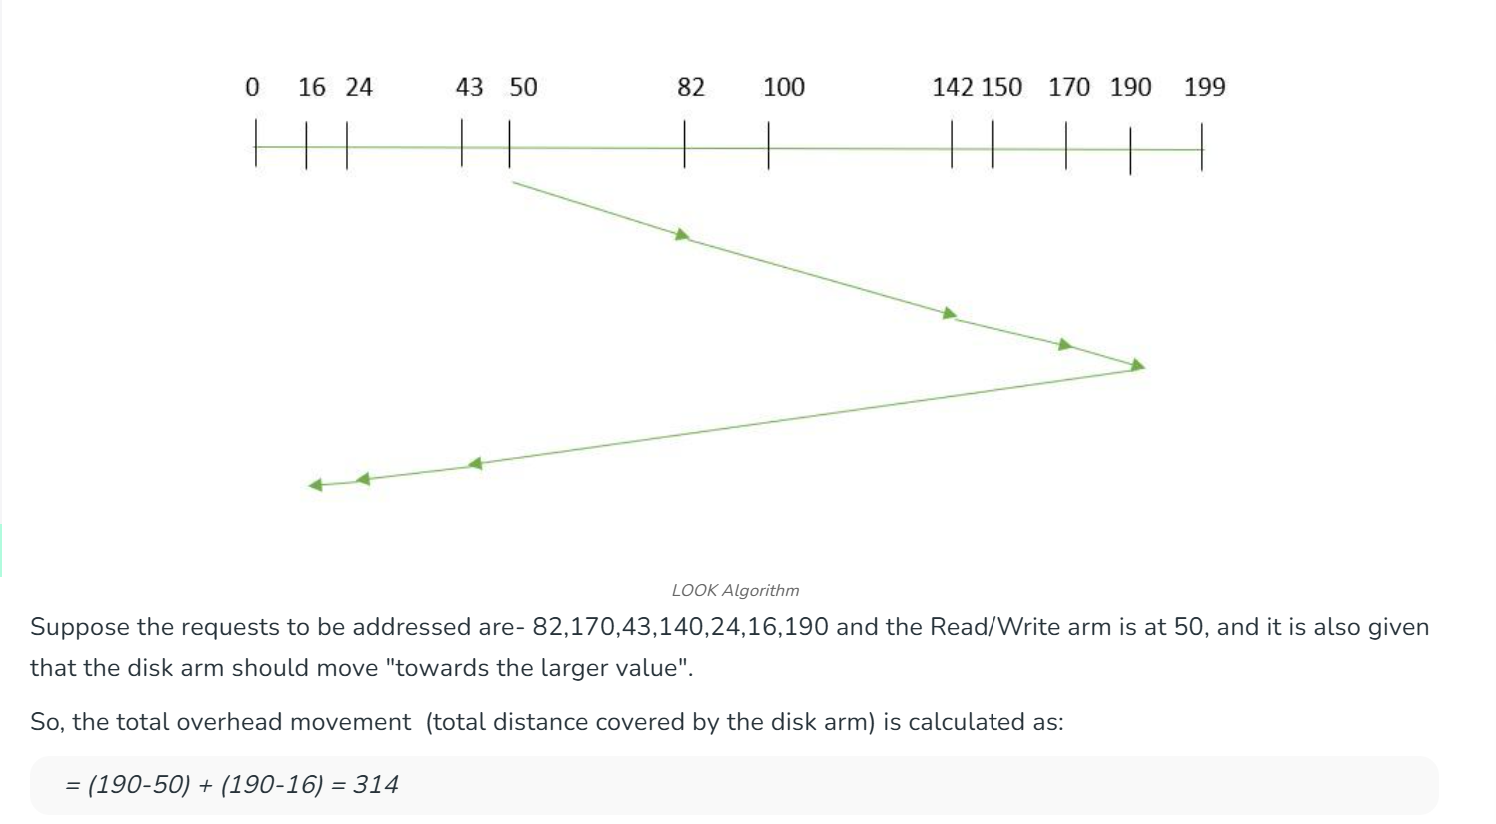 0 16 24 43 50 82 100 142 150 170 190 199
LOOK Algorithm
Suppose the requests to be addressed are- 82,170,43,140,24,16,190 and the Read/Write arm is at 50, and it is also given
that the disk arm should move "towards the larger value".
So, the total overhead movement  (total distance covered by the disk arm) is calculated as:
= (190-50) + (190-16) = 314